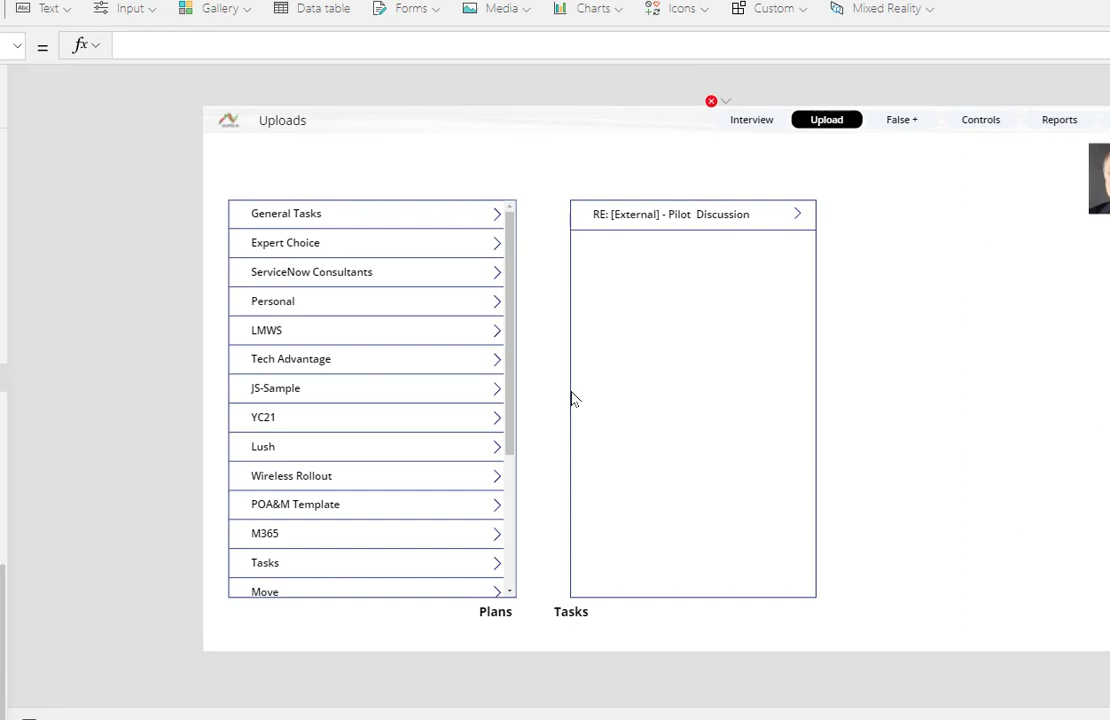 Abc Text Input Gallery Data table Forms Media Charts Icons Custom Mixed Reality
= fx
Uploads Interview Upload False + Controls Reports
General Tasks
Expert Choice
ServiceNow Consultants
Personal
LMWS
Tech Advantage
JS-Sample
YC21
Lush
Wireless Rollout
POA&M Template
M365
Tasks
Move
RE: [External] - Pilot Discussion
Plans Tasks